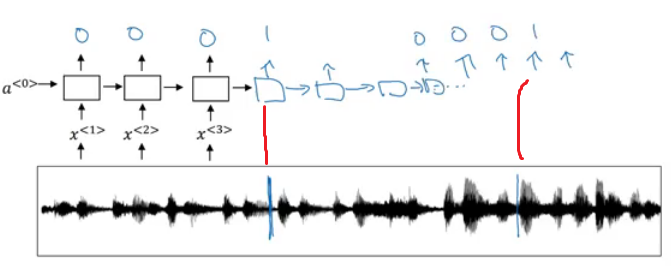 0 0 0 1 0 0 0 1
a<0>
x<1> x<2> x<3>
...